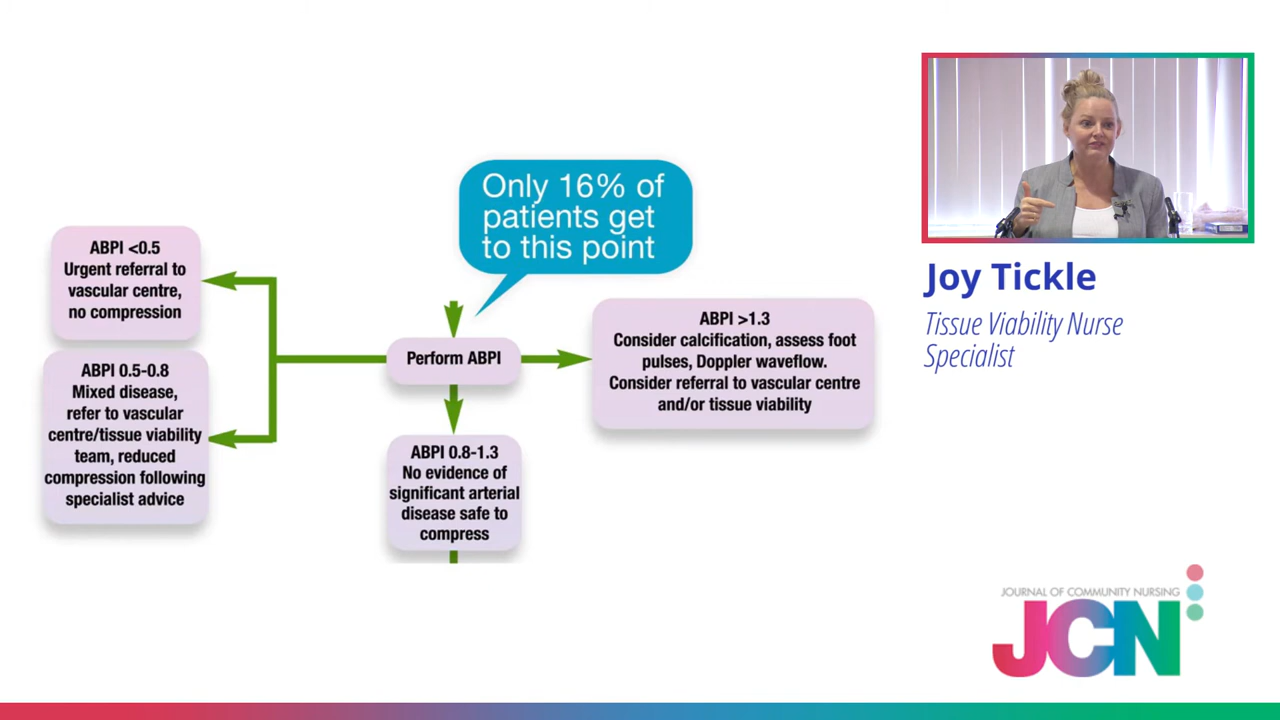 Only 16% of
patients get
to this point
ABPI <0.5
Urgent referral to
vascular centre,
no compression
ABPI 0.5-0.8
Mixed disease,
refer to vascular
centre/tissue viability
team, reduced
compression following
specialist advice
Perform ABPI
ABPI >1.3
Consider calcification, assess foot
pulses, Doppler waveflow.
Consider referral to vascular centre
and/or tissue viability
ABPI 0.8-1.3
No evidence of
significant arterial
disease safe to
compress
Joy Tickle
Tissue Viability Nurse
Specialist
JOURNAL OF COMMUNITY NURSING
JCN